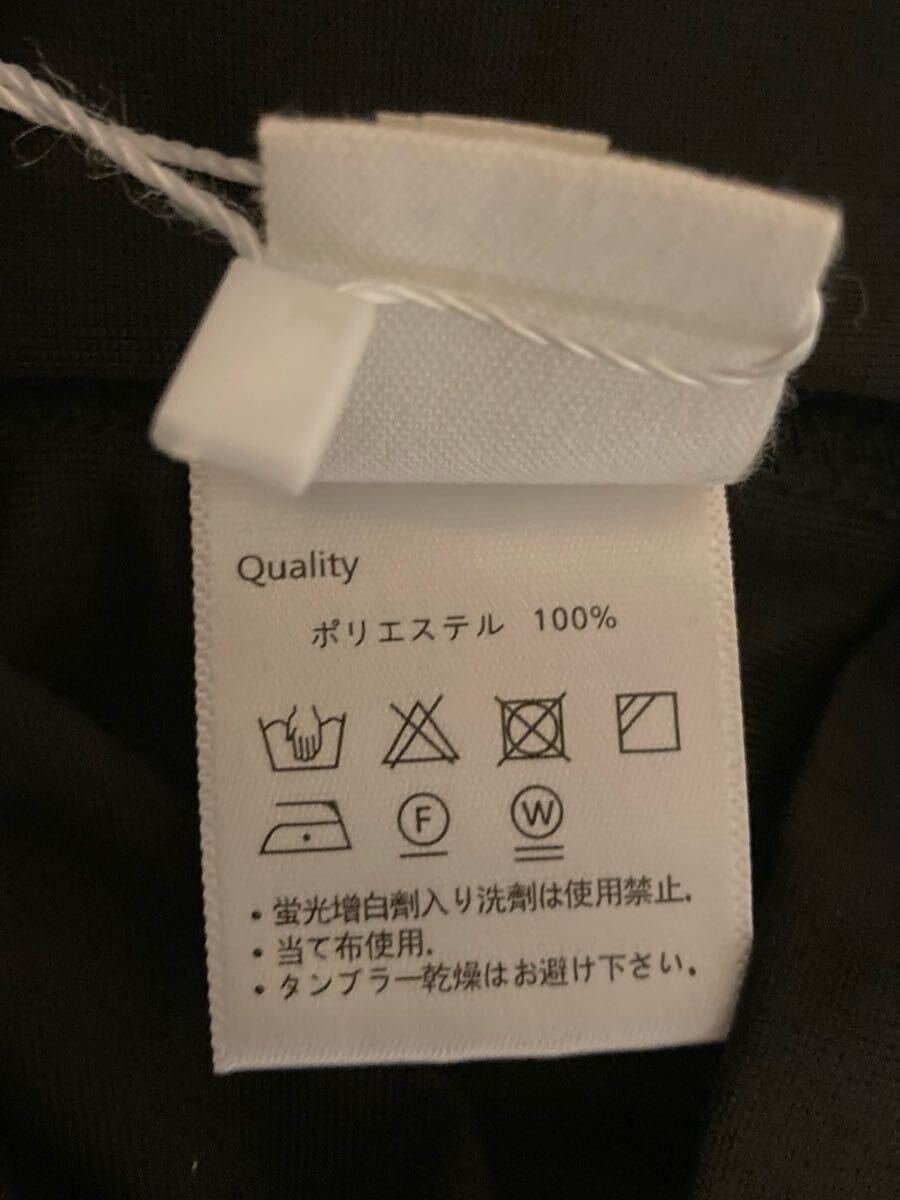 Quality
ポリエステル 100%
F W
・蛍光増白劑入り洗劑は使用禁止.
・当て布使用.
・タンブラー乾燥はお避け下さい。